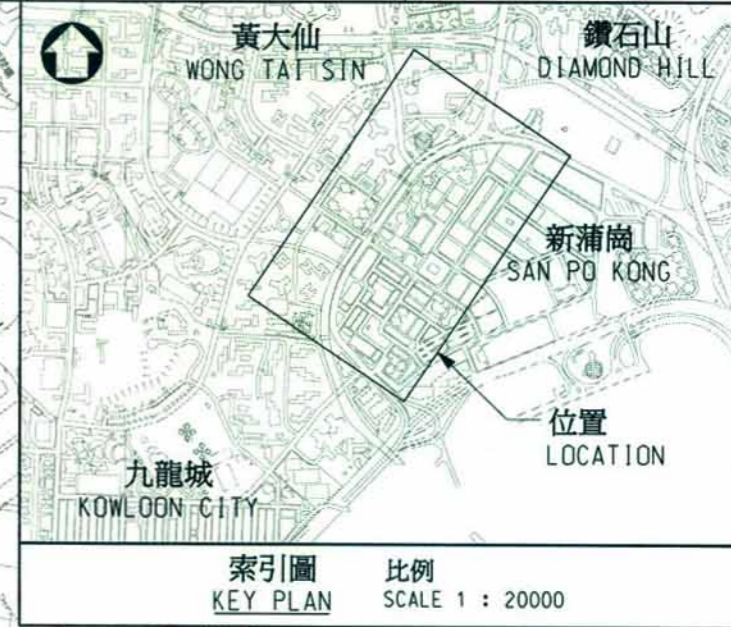 黃大仙
WONG TAI SIN
鑽石山
DIAMOND HILL
新蒲崗
SAN PO KONG
位置
LOCATION
九龍城
KOWLOON CITY
索引圖
KEY PLAN
比例
SCALE 1 : 20000